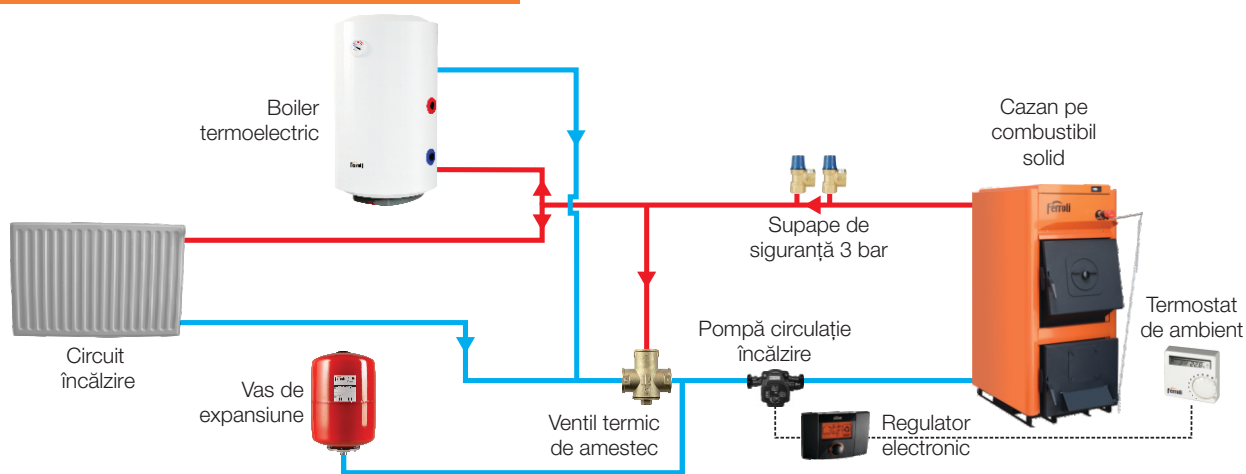 Boiler
termoelectric
Cazan pe
combustibil
solid
Ferroli
Supape de
siguranță 3 bar
Circuit
încălzire
Vas de
expansiune
Ventil termic
de amestec
Pompă circulație
încălzire
Regulator
electronic
Termostat
de ambient